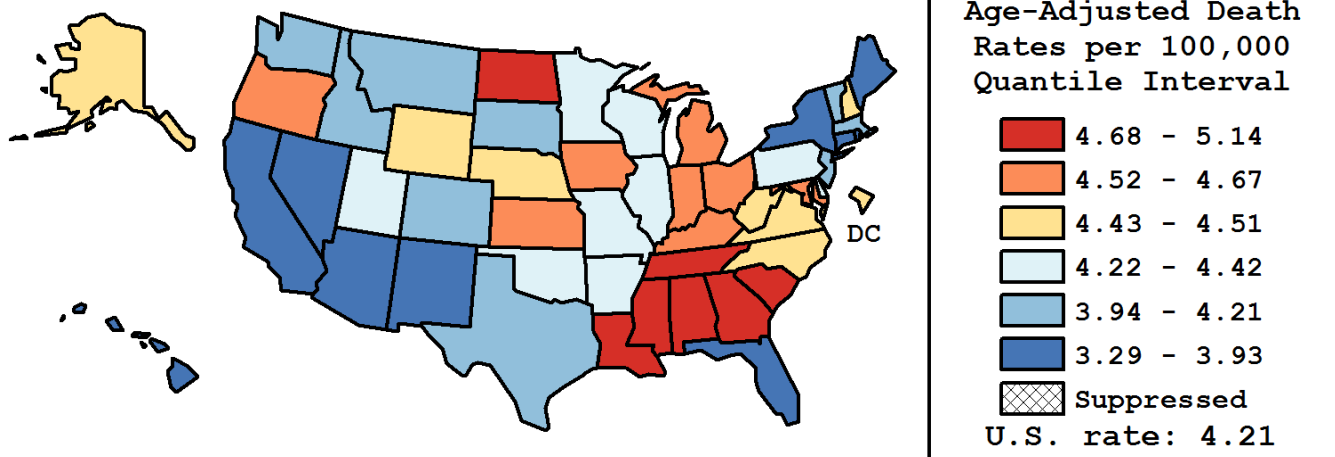 Age-Adjusted Death
Rates per 100,000
Quantile Interval
4.68 - 5.14
4.52 - 4.67
4.43 - 4.51
4.22 - 4.42
3.94 - 4.21
3.29 - 3.93
Suppressed
U.S. rate: 4.21
DC